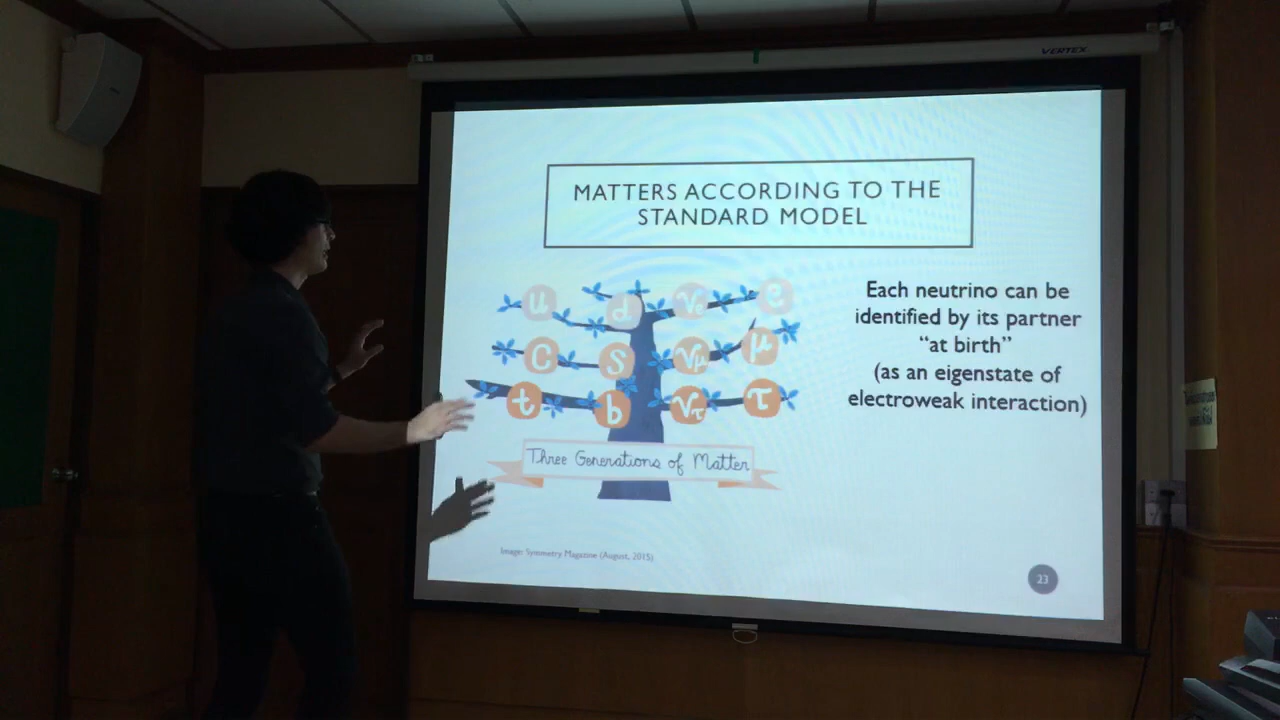 VERTEX
MATTERS ACCORDING TO THE
STANDARD MODEL
u d νe e
c s νμ μ
t b ντ τ
Three Generations of Matter
Each neutrino can be
identified by its partner
“at birth”
(as an eigenstate of
electroweak interaction)
Image: Symmetry Magazine (August, 2015)
23